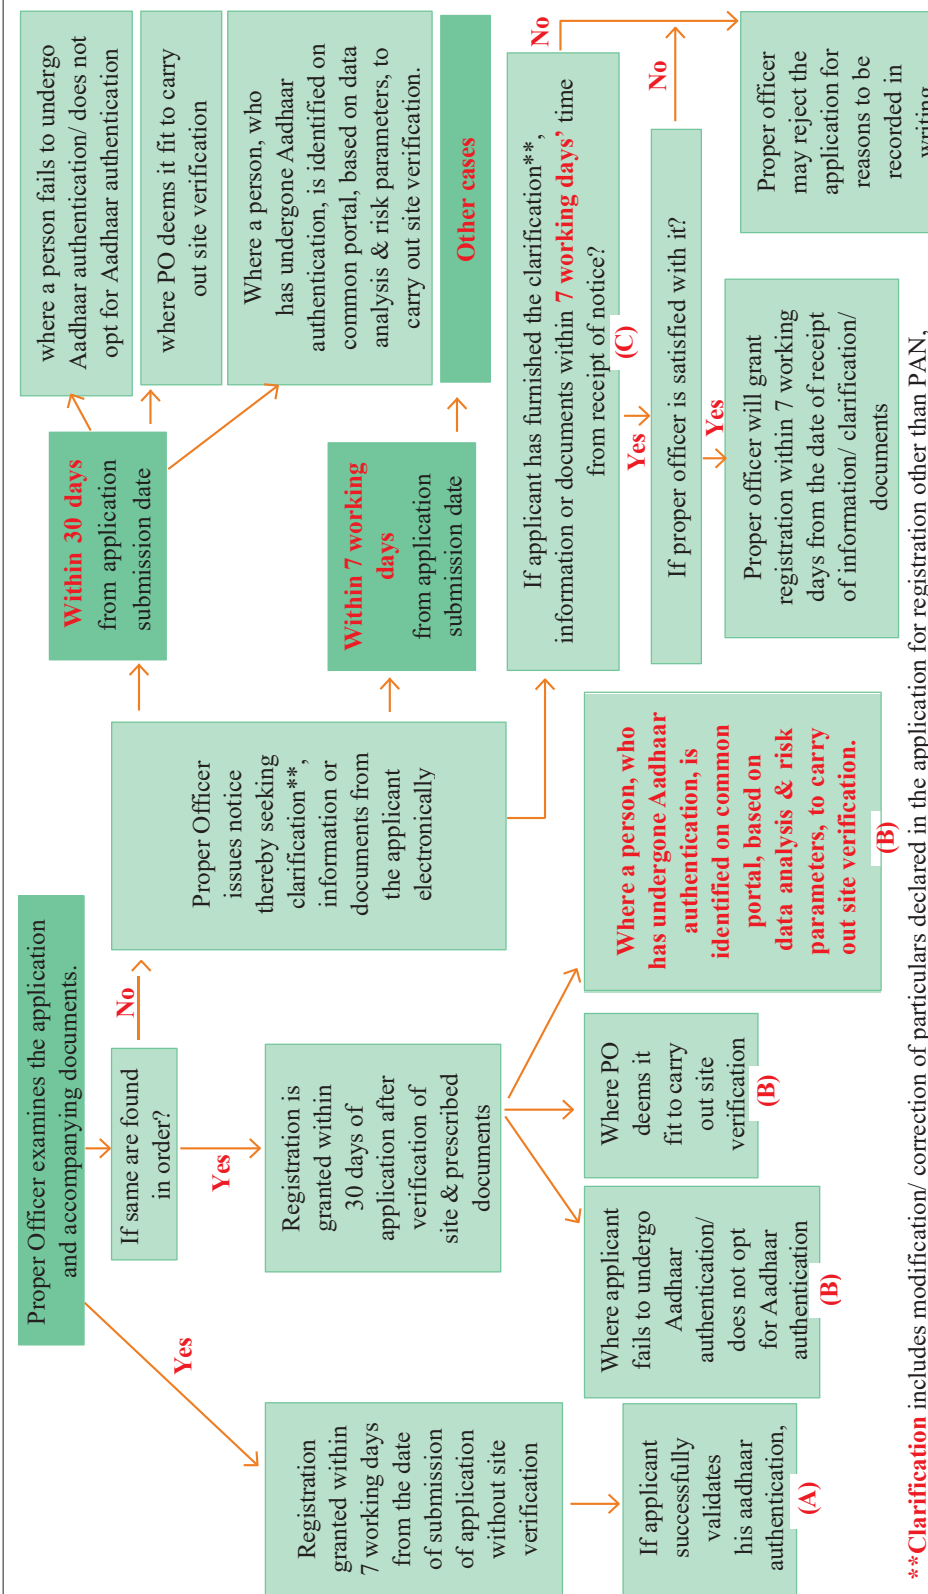 Proper Officer examines the application
and accompanying documents.
Yes
If same are found
in order?
No
Yes
Registration
granted within
7 working days
from the date
of submission
of application
without site
verification
If applicant
successfully
validates
his aadhaar
authentication,
(A)
Registration is
granted within
30 days of
application after
verification of
site & prescribed
documents
Where applicant
fails to undergo
Aadhaar
authentication/
does not opt
for Aadhaar
authentication
(B)
Where PO
deems it
fit to carry
out site
verification
(B)
Where a person, who
has undergone Aadhaar
authentication, is
identified on common
portal, based on
data analysis & risk
parameters, to carry
out site verification.
(B)
Proper Officer
issues notice
thereby seeking
clarification**,
information or
documents from
the applicant
electronically
Within 30 days
from application
submission date
where a person fails to undergo
Aadhaar authentication/ does not
opt for Aadhaar authentication
where PO deems it fit to carry
out site verification
Where a person, who
has undergone Aadhaar
authentication, is identified on
common portal, based on data
analysis & risk parameters, to
carry out site verification.
Within 7 working
days
from application
submission date
Other cases
If applicant has furnished the clarification**,
information or documents within 7 working days' time
from receipt of notice?
(C)
No
Yes
If proper officer is satisfied with it?
No
Yes
Proper officer will grant
registration within 7 working
days from the date of receipt
of information/ clarification/
documents
Proper officer
may reject the
application for
reasons to be
recorded in
writing
**Clarification includes modification/ correction of particulars declared in the application for registration other than PAN,